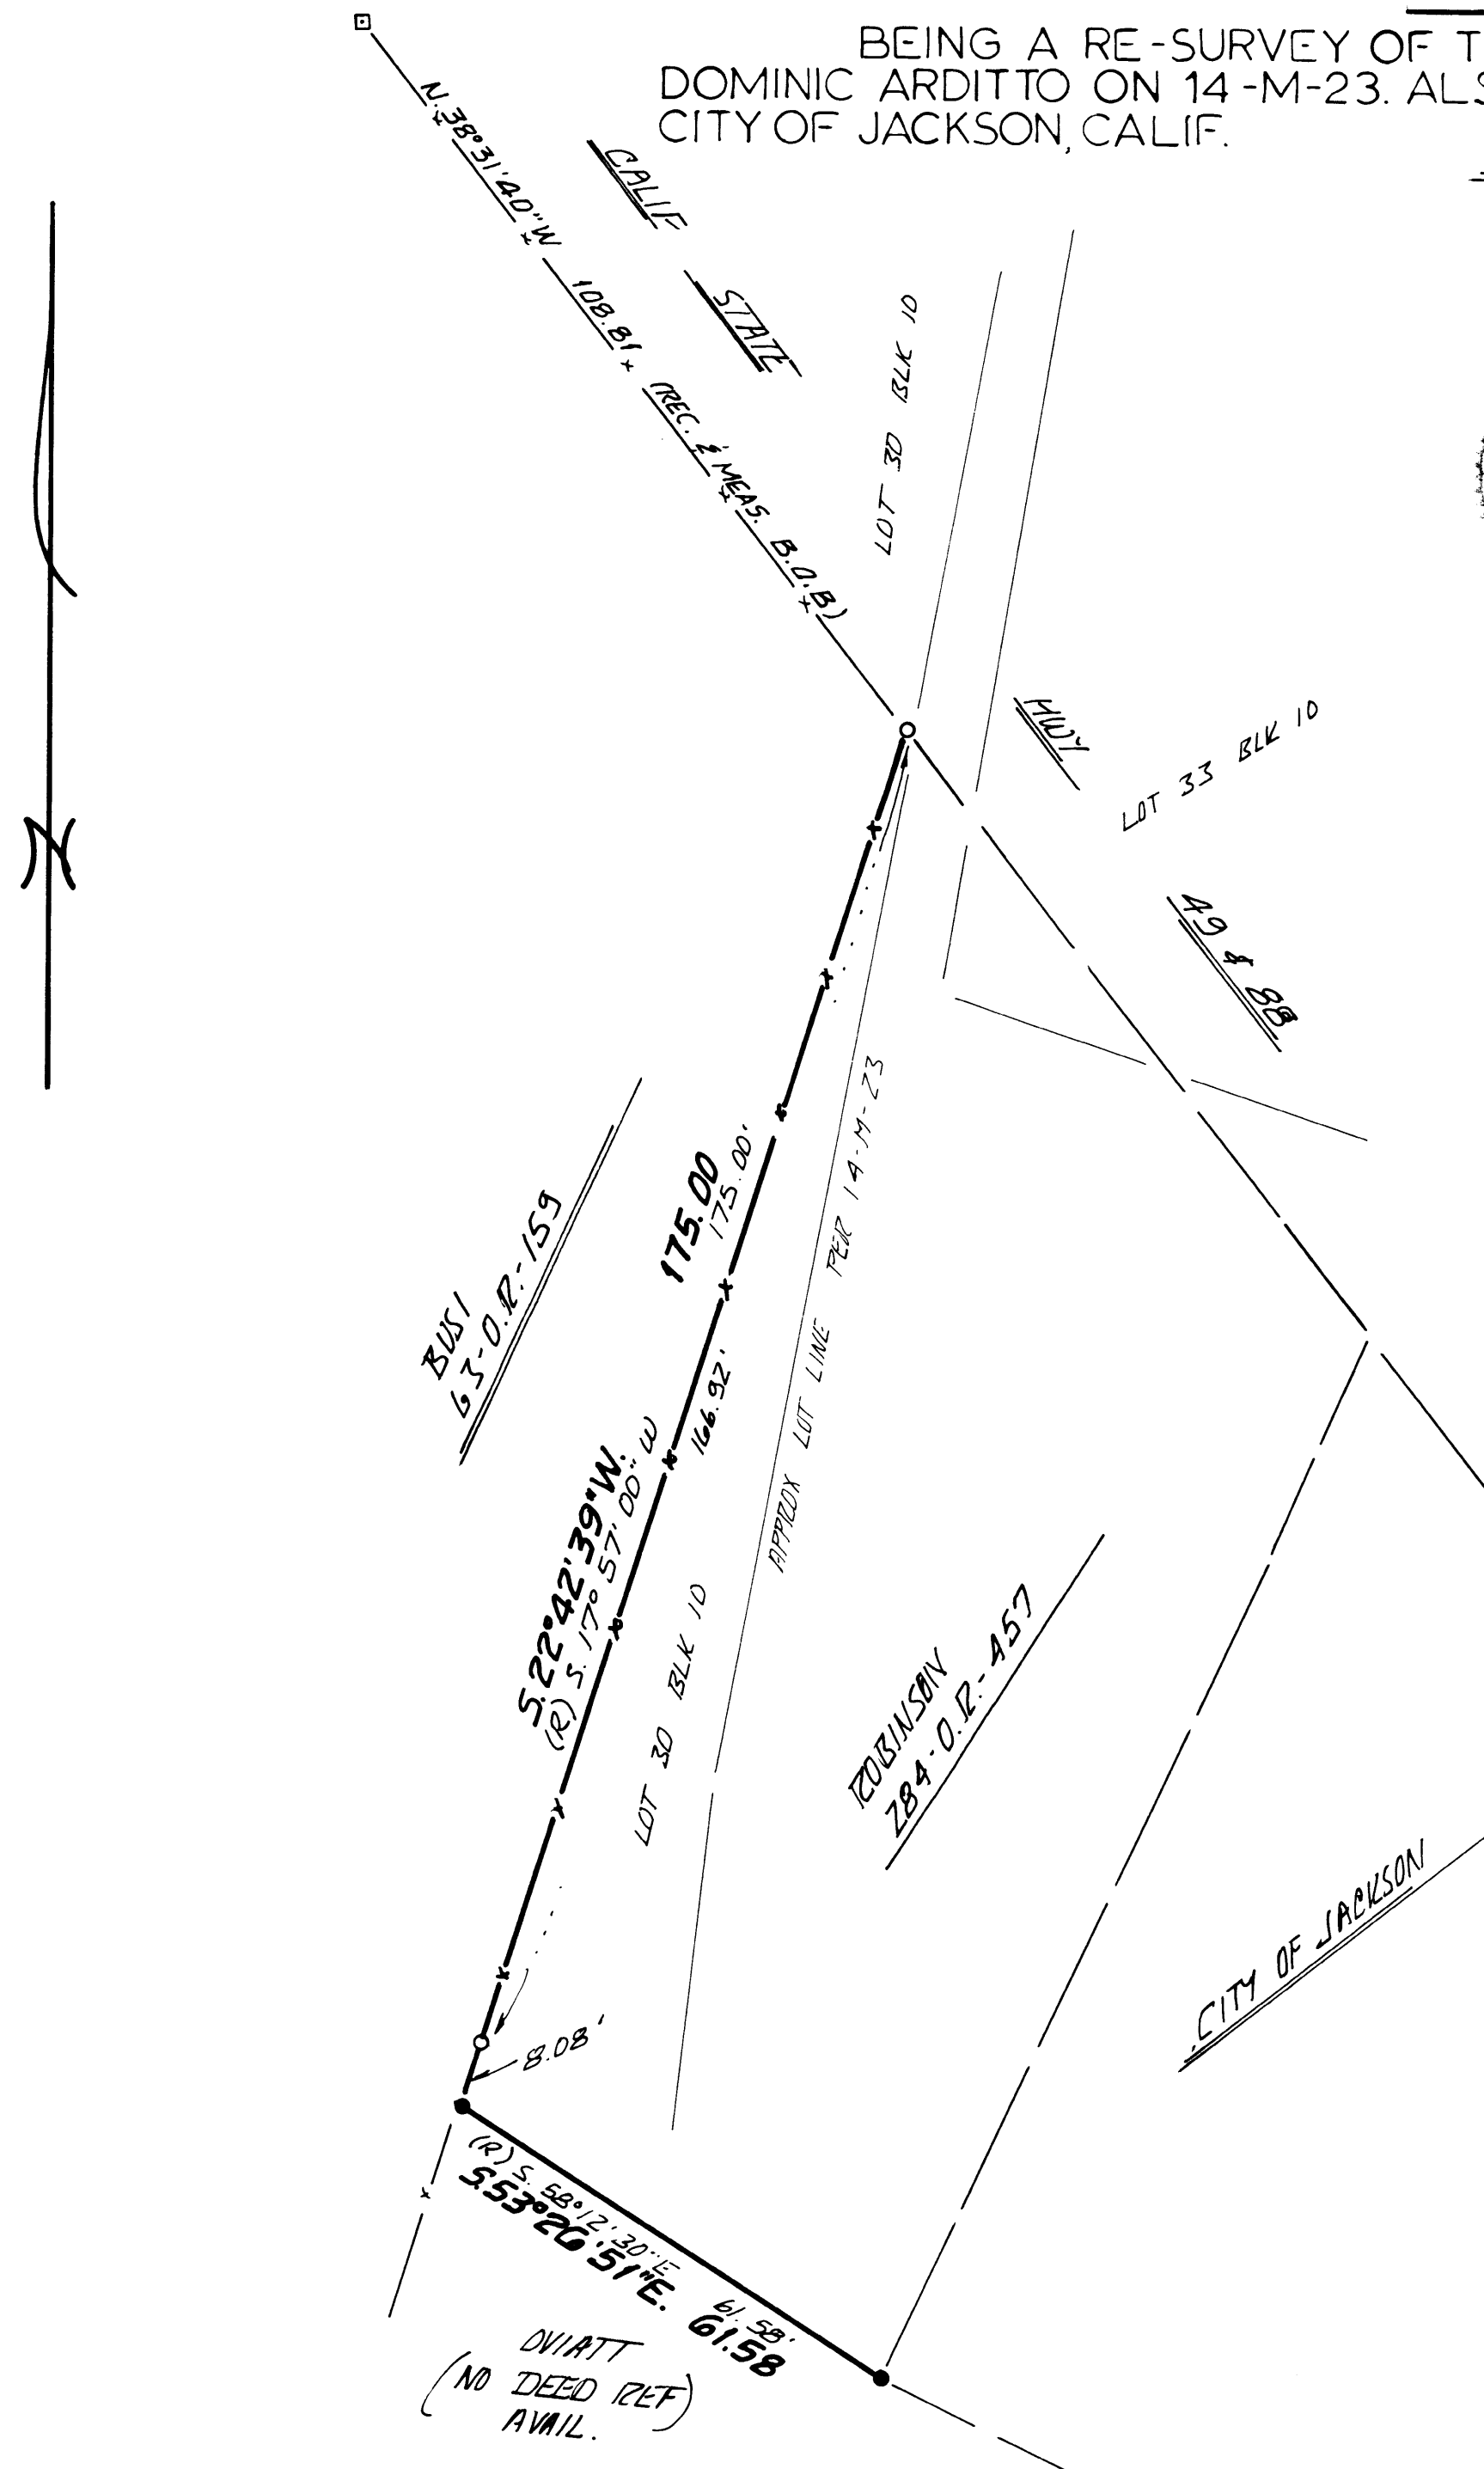 BEING A RE-SURVEY OF T
DOMINIC ARDITTO ON 14-M-23. ALS
CITY OF JACKSON, CALIF.
N.38°31'40"W 108.81 (REC. & MEAS. B.O.B)
CALIF
STATE
HWY
49 & 88
LOT 30 BLK 10
LOT 33 BLK 10
N
175.00
175.00'
166.92'
APPROX LOT LINE PER 14-M-23
BUSI
63-O.R.-159
S.22°42'39"W.
(R) S. 17° 57' 00" W
LOT 30 BLK 10
ROBINSON
284-O.R.-457
CITY OF JACKSON
8.08'
(R) S. 58°12'30"E 61.58'
S.53°26'51"E. 61.58
OVIATT
(NO DEED REF)
AVAIL.